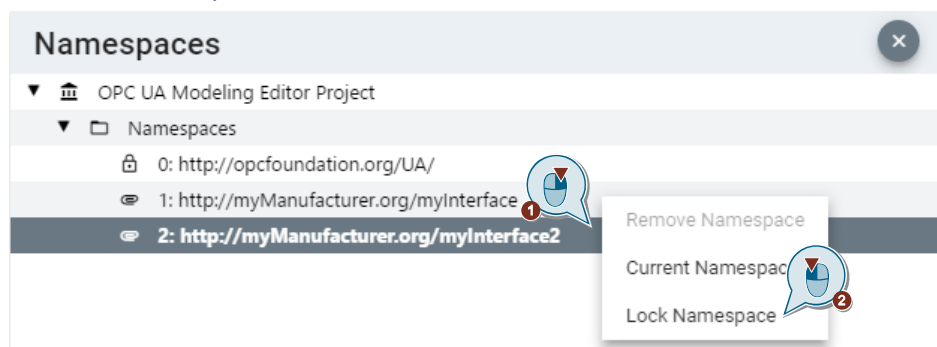 Namespaces
OPC UA Modeling Editor Project
Namespaces
0: http://opcfoundation.org/UA/
1: http://myManufacturer.org/myInterface
1
2: http://myManufacturer.org/myInterface2
Remove Namespace
Current Namespac
2
Lock Namespace